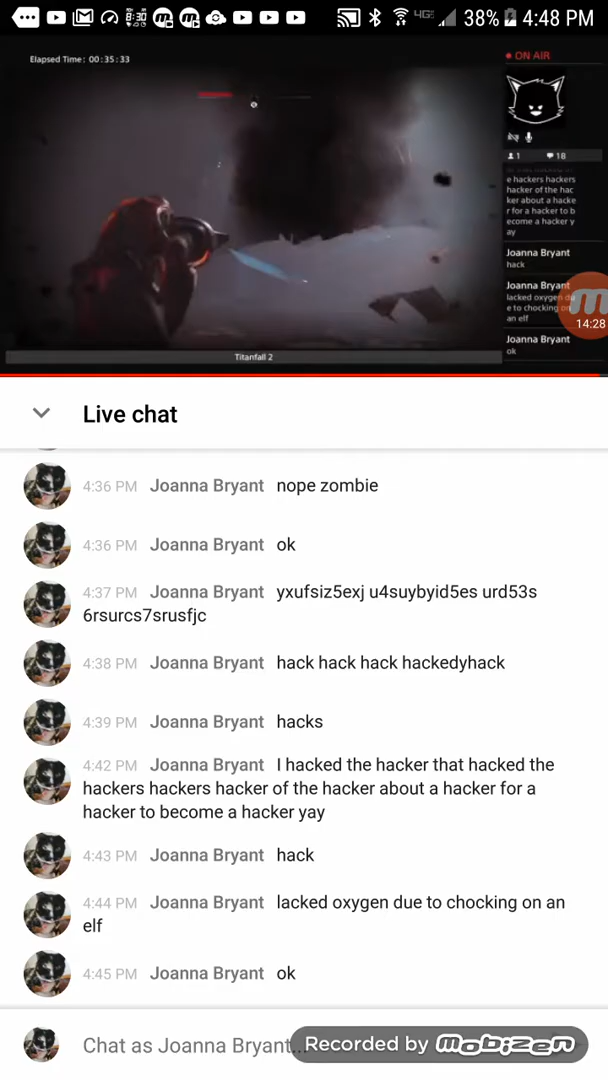 8:30
4G
38%
4:48 PM
Elapsed Time: 00:35:33
ON AIR
1
18
e hackers hackers
hacker of the hac
ker about a hacke
r for a hacker to b
ecome a hacker y
ay
Joanna Bryant
hack
Joanna Bryant
lacked oxygen du
e to chocking on
an elf
14:28
Joanna Bryant
ok
Titanfall 2
Live chat
4:36 PM Joanna Bryant nope zombie
4:36 PM Joanna Bryant ok
4:37 PM Joanna Bryant yxufsiz5exj u4suybyid5es urd53s
6rsurcs7srusfjc
4:38 PM Joanna Bryant hack hack hack hackedyhack
4:39 PM Joanna Bryant hacks
4:42 PM Joanna Bryant I hacked the hacker that hacked the
hackers hackers hacker of the hacker about a hacker for a
hacker to become a hacker yay
4:43 PM Joanna Bryant hack
4:44 PM Joanna Bryant lacked oxygen due to chocking on an
elf
4:45 PM Joanna Bryant ok
Chat as Joanna Bryant...
Recorded by mobizen